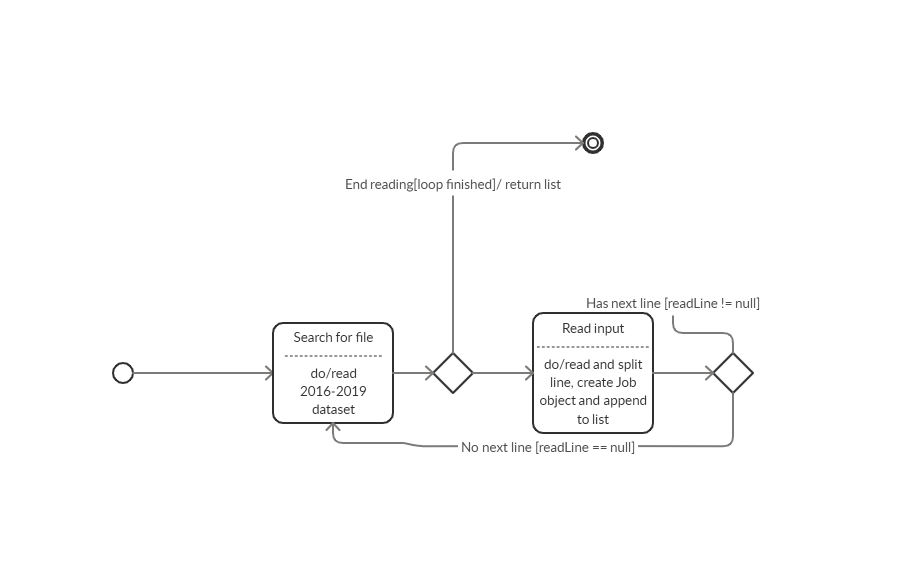 End reading[loop finished]/ return list
Has next line [readLine != null]
Search for file
do/read
2016-2019
dataset
Read input
do/read and split
line, create Job
object and append
to list
No next line [readLine == null]